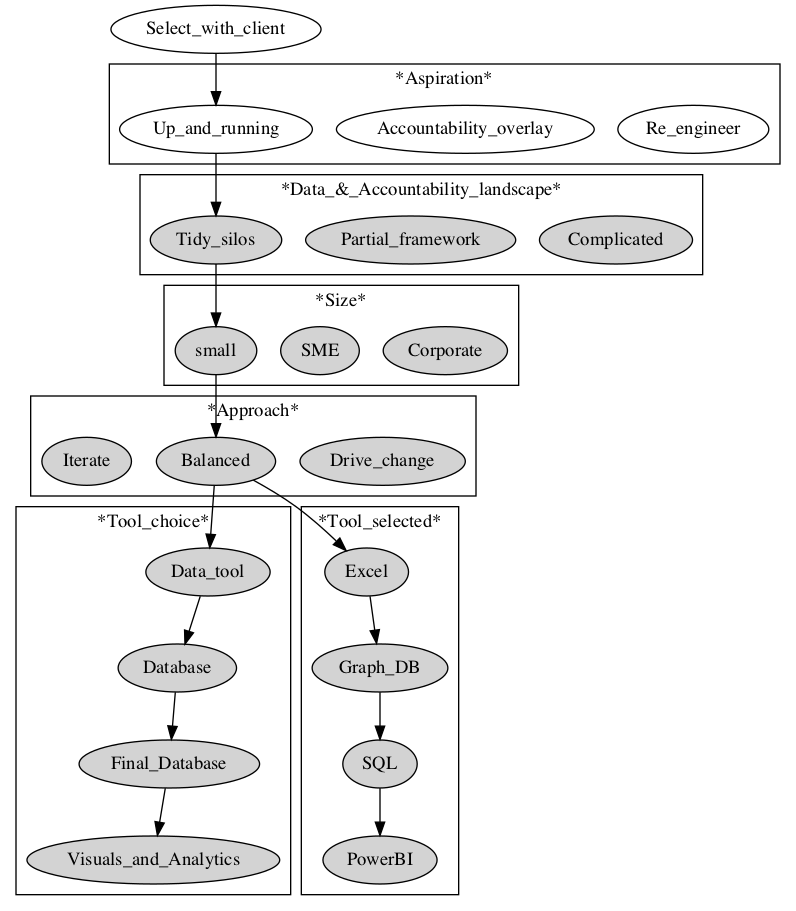 Select_with_client
*Aspiration*
Up_and_running
Accountability_overlay
Re_engineer
*Data_&_Accountability_landscape*
Tidy_silos
Partial_framework
Complicated
*Size*
small
SME
Corporate
*Approach*
Iterate
Balanced
Drive_change
*Tool_choice*
Data_tool
Database
Final_Database
Visuals_and_Analytics
*Tool_selected*
Excel
Graph_DB
SQL
PowerBI